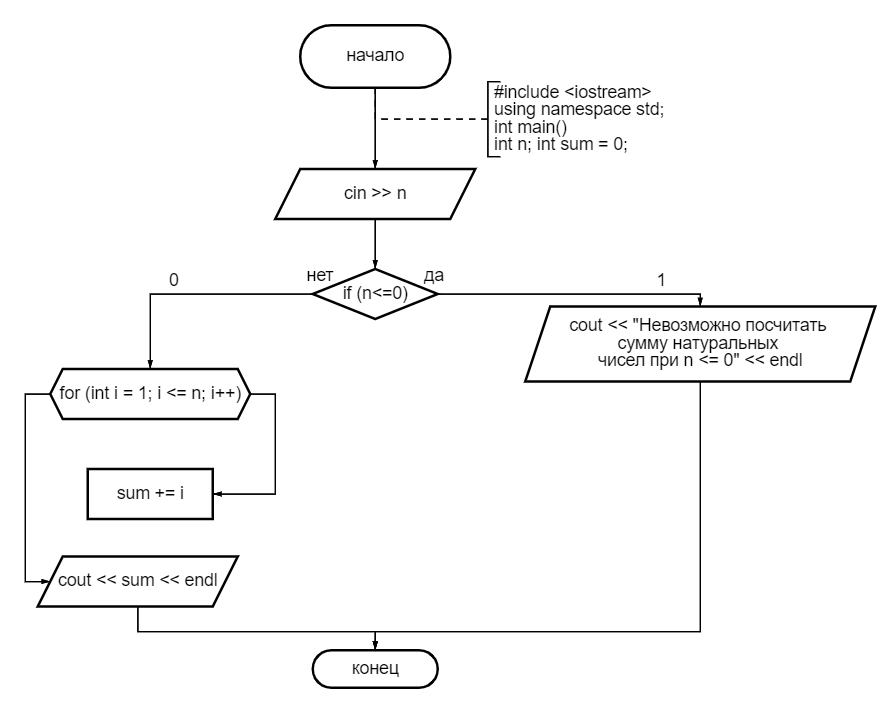 начало
#include <iostream>
using namespace std;
int main()
int n; int sum = 0;
cin >> n
нет
да
0
if (n<=0)
1
cout << "Невозможно посчитать
сумму натуральных
чисел при n <= 0" << endl
for (int i = 1; i <= n; i++)
sum += i
cout << sum << endl
конец